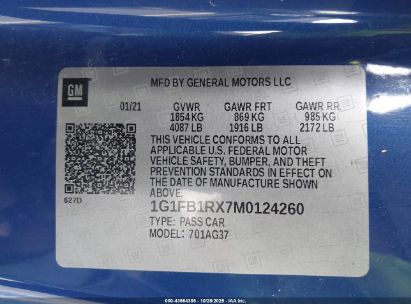 GM
MFD BY GENERAL MOTORS LLC
01/21 GVWR GAWR FRT GAWR RR
1854 KG 869 KG 985 KG
4087 LB 1916 LB 2172 LB
THIS VEHICLE CONFORMS TO ALL
APPLICABLE U.S. FEDERAL MOTOR
VEHICLE SAFETY, BUMPER, AND THEFT
PREVENTION STANDARDS IN EFFECT ON
THE DATE OF MANUFACTURE SHOWN
ABOVE.
627D
1G1FB1RX7M0124260
TYPE: PASS CAR
MODEL: 701AG37